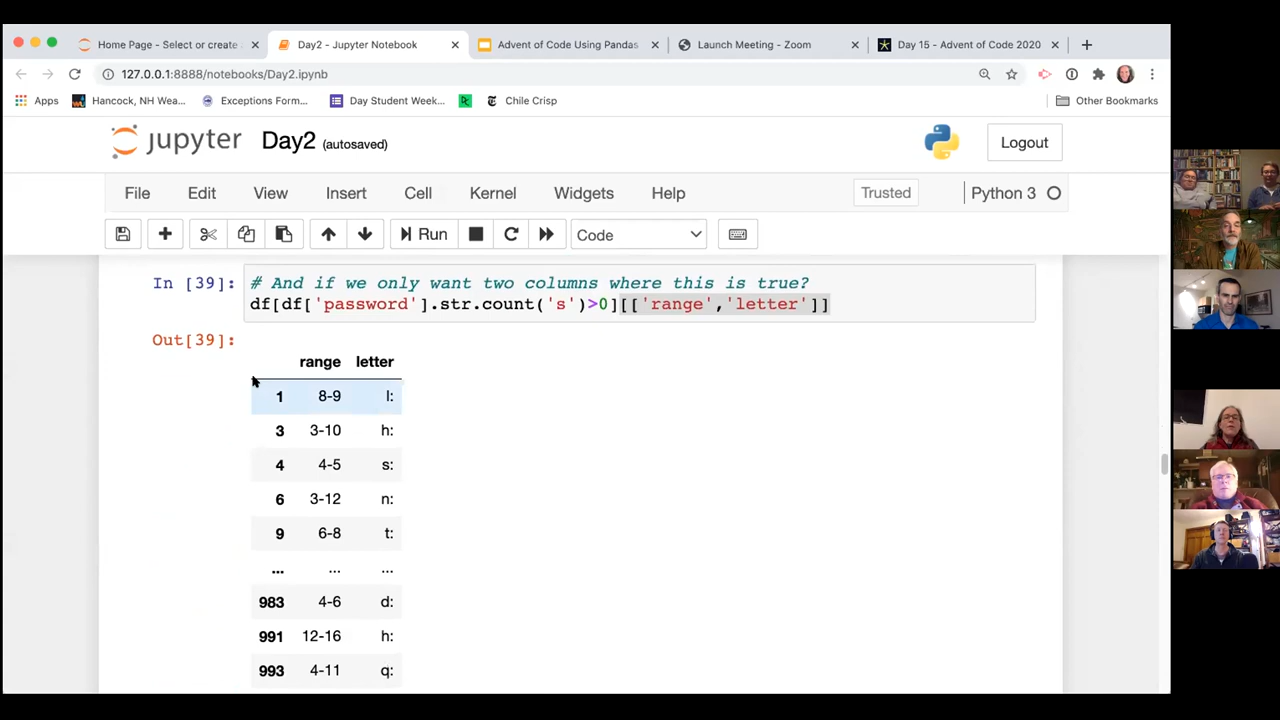 Home Page - Select or create
Day2 - Jupyter Notebook
Advent of Code Using Pandas
Launch Meeting - Zoom
Day 15 - Advent of Code 2020
127.0.0.1:8888/notebooks/Day2.ipynb
Apps
Hancock, NH Wea...
Exceptions Form...
Day Student Week...
Chile Crisp
Other Bookmarks
jupyter Day2 (autosaved)
Logout
File Edit View Insert Cell Kernel Widgets Help
Trusted
Python 3
Run
Code
In [39]: # And if we only want two columns where this is true?
df[df['password'].str.count('s')>0][['range','letter']]
Out[39]:
range letter
1 8-9 l:
3 3-10 h:
4 4-5 s:
6 3-12 n:
9 6-8 t:
... ... ...
983 4-6 d:
991 12-16 h:
993 4-11 q: